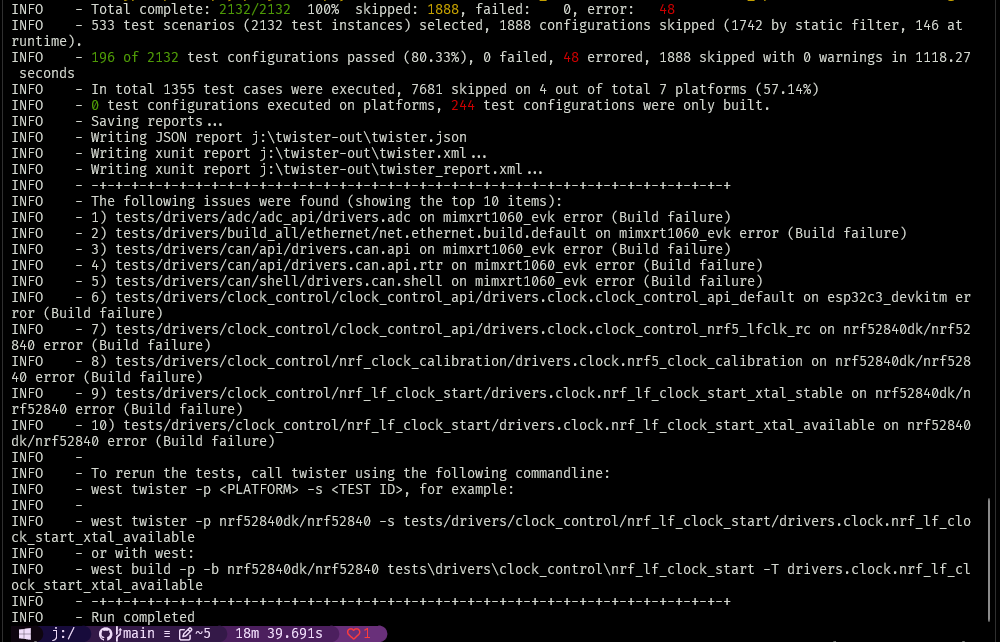 INFO    - Total complete: 2132/2132  100%  skipped: 1888, failed:    0, error:   48
INFO    - 533 test scenarios (2132 test instances) selected, 1888 configurations skipped (1742 by static filter, 146 at
runtime).
INFO    - 196 of 2132 test configurations passed (80.33%), 0 failed, 48 errored, 1888 skipped with 0 warnings in 1118.27
 seconds
INFO    - In total 1355 test cases were executed, 7681 skipped on 4 out of total 7 platforms (57.14%)
INFO    - 0 test configurations executed on platforms, 244 test configurations were only built.
INFO    - Saving reports...
INFO    - Writing JSON report j:\twister-out\twister.json
INFO    - Writing xunit report j:\twister-out\twister.xml...
INFO    - Writing xunit report j:\twister-out\twister_report.xml...
INFO    - -+-+-+-+-+-+-+-+-+-+-+-+-+-+-+-+-+-+-+-+-+-+-+-+-+-+-+-+-+-+-+-+-+-+-+-+-+-+-+-+
INFO    - The following issues were found (showing the top 10 items):
INFO    - 1) tests/drivers/adc/adc_api/drivers.adc on mimxrt1060_evk error (Build failure)
INFO    - 2) tests/drivers/build_all/ethernet/net.ethernet.build.default on mimxrt1060_evk error (Build failure)
INFO    - 3) tests/drivers/can/api/drivers.can.api on mimxrt1060_evk error (Build failure)
INFO    - 4) tests/drivers/can/api/drivers.can.api.rtr on mimxrt1060_evk error (Build failure)
INFO    - 5) tests/drivers/can/shell/drivers.can.shell on mimxrt1060_evk error (Build failure)
INFO    - 6) tests/drivers/clock_control/clock_control_api/drivers.clock.clock_control_api_default on esp32c3_devkitm er
ror (Build failure)
INFO    - 7) tests/drivers/clock_control/clock_control_api/drivers.clock.clock_control_nrf5_lfclk_rc on nrf52840dk/nrf52
840 error (Build failure)
INFO    - 8) tests/drivers/clock_control/nrf_clock_calibration/drivers.clock.nrf5_clock_calibration on nrf52840dk/nrf528
40 error (Build failure)
INFO    - 9) tests/drivers/clock_control/nrf_lf_clock_start/drivers.clock.nrf_lf_clock_start_xtal_stable on nrf52840dk/n
rf52840 error (Build failure)
INFO    - 10) tests/drivers/clock_control/nrf_lf_clock_start/drivers.clock.nrf_lf_clock_start_xtal_available on nrf52840
dk/nrf52840 error (Build failure)
INFO    -
INFO    - To rerun the tests, call twister using the following commandline:
INFO    - west twister -p <PLATFORM> -s <TEST ID>, for example:
INFO    -
INFO    - west twister -p nrf52840dk/nrf52840 -s tests/drivers/clock_control/nrf_lf_clock_start/drivers.clock.nrf_lf_clo
ck_start_xtal_available
INFO    - or with west:
INFO    - west build -p -b nrf52840dk/nrf52840 tests\drivers\clock_control\nrf_lf_clock_start -T drivers.clock.nrf_lf_cl
ock_start_xtal_available
INFO    - -+-+-+-+-+-+-+-+-+-+-+-+-+-+-+-+-+-+-+-+-+-+-+-+-+-+-+-+-+-+-+-+-+-+-+-+-+-+-+-+
INFO    - Run completed
j:/ main ≡ ~5 18m 39.691s 1